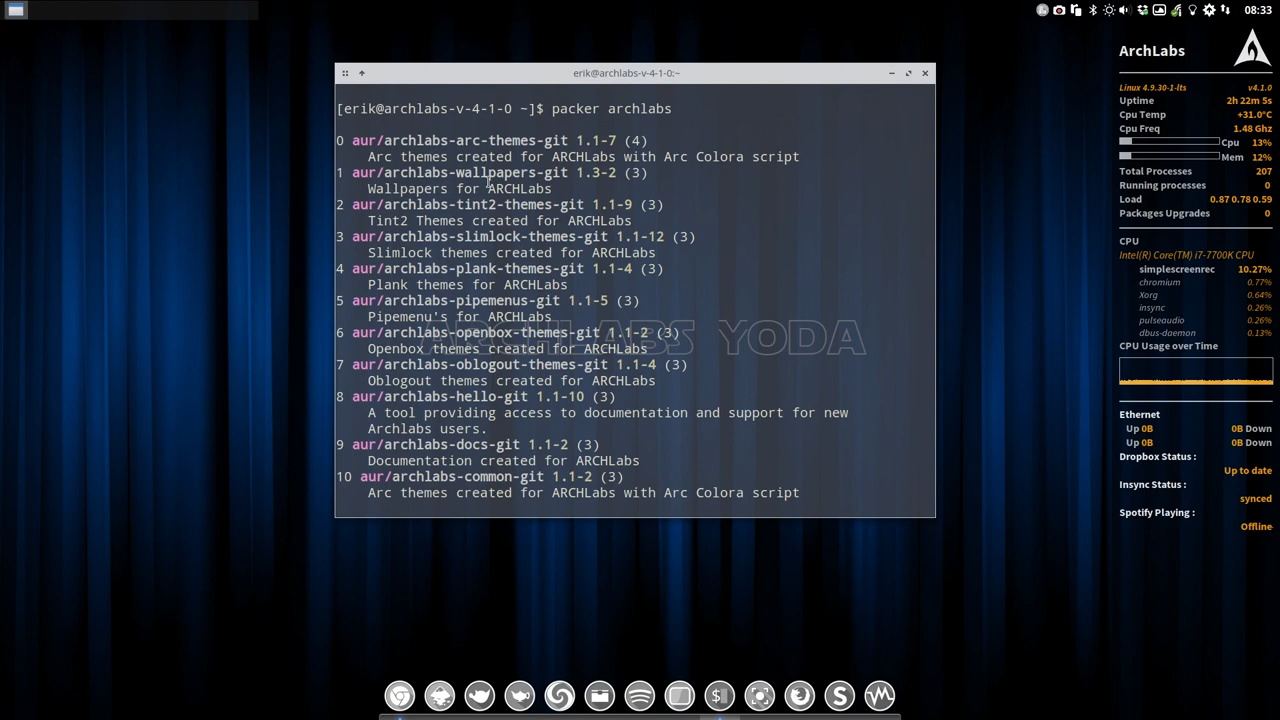 08:33
erik@archlabs-v-4-1-0:~
[erik@archlabs-v-4-1-0 ~]$ packer archlabs
0 aur/archlabs-arc-themes-git 1.1-7 (4)
Arc themes created for ARCHLabs with Arc Colora script
1 aur/archlabs-wallpapers-git 1.3-2 (3)
Wallpapers for ARCHLabs
2 aur/archlabs-tint2-themes-git 1.1-9 (3)
Tint2 Themes created for ARCHLabs
3 aur/archlabs-slimlock-themes-git 1.1-12 (3)
Slimlock themes created for ARCHLabs
4 aur/archlabs-plank-themes-git 1.1-4 (3)
Plank themes for ARCHLabs
5 aur/archlabs-pipemenus-git 1.1-5 (3)
Pipemenu's for ARCHLabs
6 aur/archlabs-openbox-themes-git 1.1-2 (3)
Openbox themes created for ARCHLabs
7 aur/archlabs-oblogout-themes-git 1.1-4 (3)
Oblogout themes created for ARCHLabs
8 aur/archlabs-hello-git 1.1-10 (3)
A tool providing access to documentation and support for new
Archlabs users.
9 aur/archlabs-docs-git 1.1-2 (3)
Documentation created for ARCHLabs
10 aur/archlabs-common-git 1.1-2 (3)
Arc themes created for ARCHLabs with Arc Colora script
ARCHLABS YODA
ArchLabs
Linux 4.9.30-1-lts v4.1.0
Uptime 2h 22m 5s
Cpu Temp +31.0°C
Cpu Freq 1.48 Ghz
Cpu 13%
Mem 12%
Total Processes 207
Running processes 0
Load 0.87 0.78 0.59
Packages Upgrades 0
CPU
Intel(R) Core(TM) i7-7700K CPU
simplescreenrec 10.27%
chromium 0.77%
Xorg 0.64%
insync 0.26%
pulseaudio 0.26%
dbus-daemon 0.13%
CPU Usage over Time
Ethernet
Up 0B 0B Down
Up 0B 0B Down
Dropbox Status :
Up to date
Insync Status :
synced
Spotify Playing :
Offline
$
S